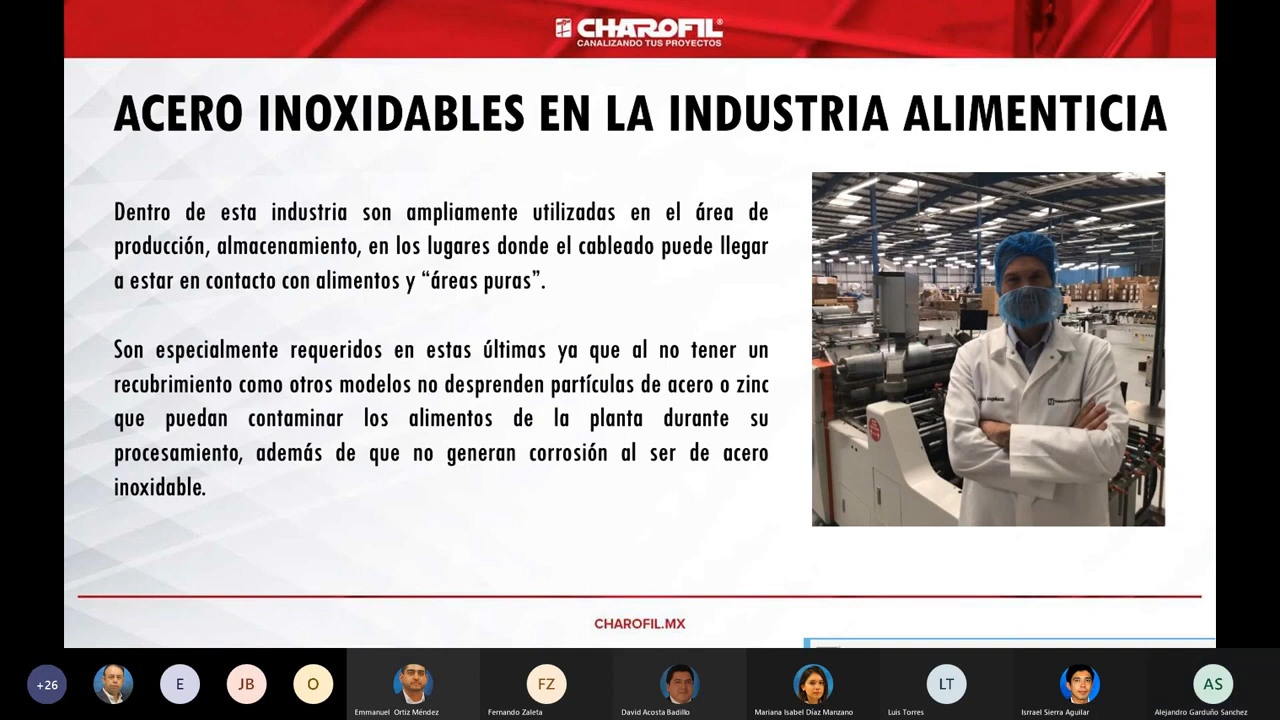 CHAROFIL®
CANALIZANDO TUS PROYECTOS
ACERO INOXIDABLES EN LA INDUSTRIA ALIMENTICIA
Dentro de esta industria son ampliamente utilizadas en el área de
producción, almacenamiento, en los lugares donde el cableado puede llegar
a estar en contacto con alimentos y “áreas puras”.
Son especialmente requeridos en estas últimas ya que al no tener un
recubrimiento como otros modelos no desprenden partículas de acero o zinc
que puedan contaminar los alimentos de la planta durante su
procesamiento, además de que no generan corrosión al ser de acero
inoxidable.
CHAROFIL.MX
+26
E
JB
O
FZ
LT
AS
Emmanuel Ortiz Méndez
Fernando Zaleta
David Acosta Badillo
Mariana Isabel Díaz Manzano
Luis Torres
Isrrael Sierra Aguilar
Alejandro Garduño Sanchez